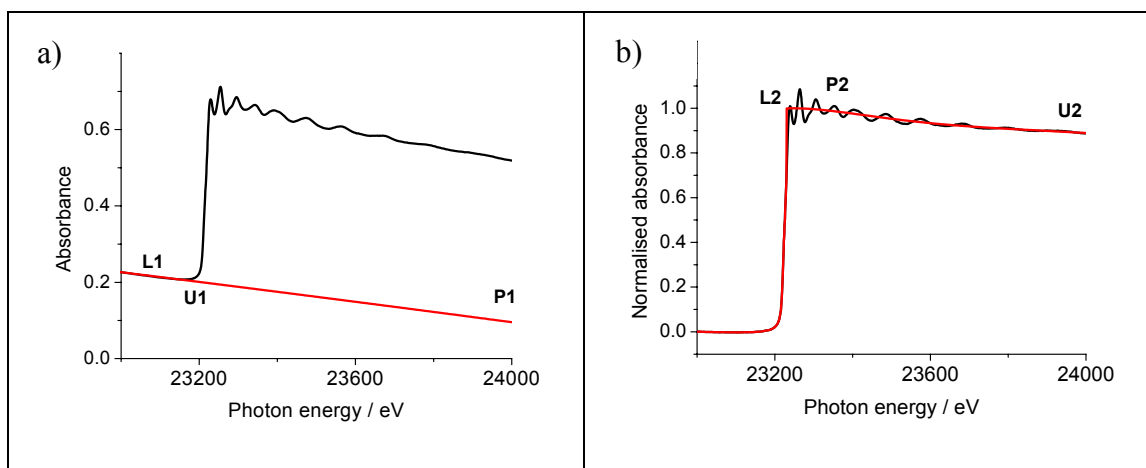 a)
Absorbance
0.6
0.4
0.2
0.0
L1
U1
P1
23200
23600
24000
Photon energy / eV
b)
Normalised absorbance
1.0
0.8
0.6
0.4
0.2
0.0
L2
P2
U2
23200
23600
24000
Photon energy / eV